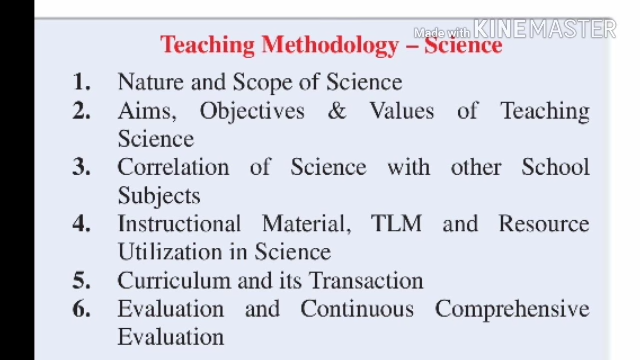 Made with KINEMASTER
Teaching Methodology – Science
1. Nature and Scope of Science
2. Aims, Objectives & Values of Teaching
Science
3. Correlation of Science with other School
Subjects
4. Instructional Material, TLM and Resource
Utilization in Science
5. Curriculum and its Transaction
6. Evaluation and Continuous Comprehensive
Evaluation